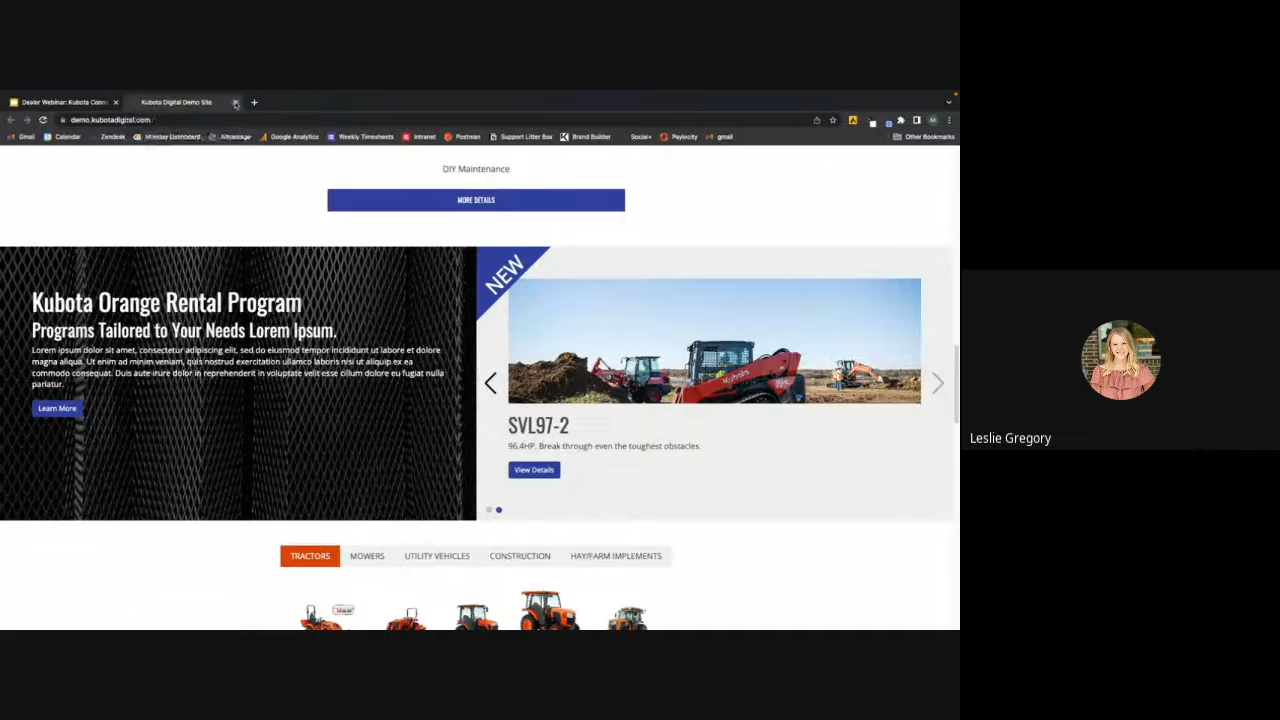 Dealer Webinar: Kubota Conne
Kubota Digital Demo Site
demo.kubotadigital.com
Gmail
Calendar
Zendesk
Monday Dashboard
Google Analytics
Weekly Timesheets
Intranet
Postman
Support Litter Box
Brand Builder
Social+
Paylocity
gmail
Other Bookmarks
DIY Maintenance
MORE DETAILS
Kubota Orange Rental Program
Programs Tailored to Your Needs Lorem Ipsum.
Lorem ipsum dolor sit amet, consectetur adipiscing elit, sed do eiusmod tempor incididunt ut labore et dolore
magna aliqua. Ut enim ad minim veniam, quis nostrud exercitation ullamco laboris nisi ut aliquip ex ea
commodo consequat. Duis aute irure dolor in reprehenderit in voluptate velit esse cillum dolore eu fugiat nulla
pariatur.
Learn More
NEW
Kubota
SVL97-2
96.4HP. Break through even the toughest obstacles.
View Details
TRACTORS
MOWERS
UTILITY VEHICLES
CONSTRUCTION
HAY/FARM IMPLEMENTS
Leslie Gregory